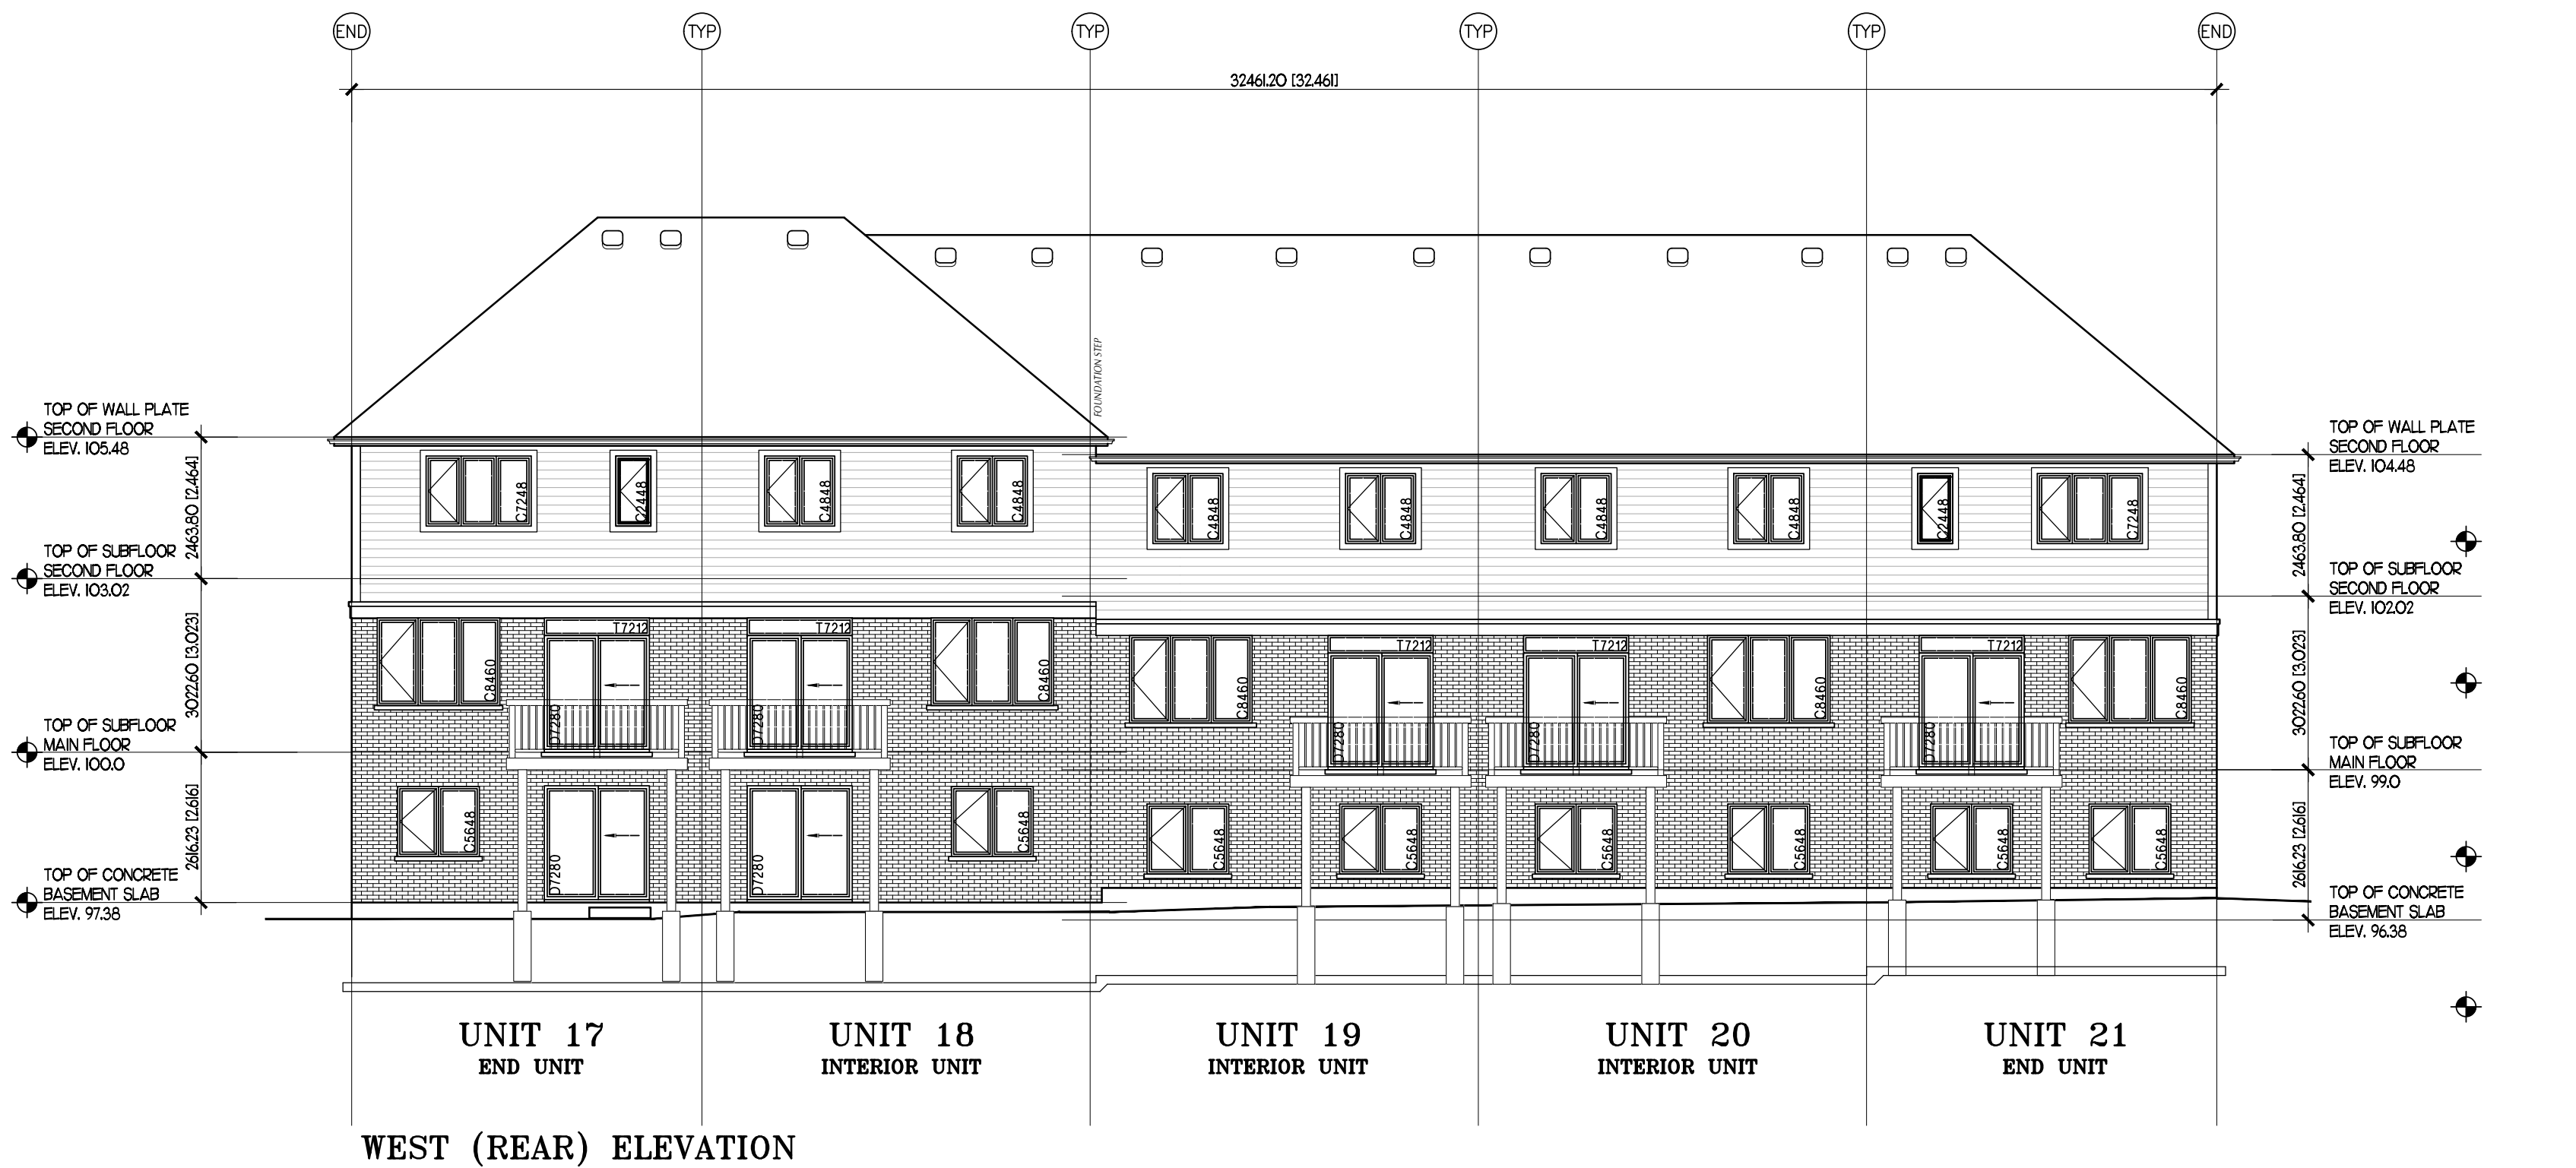 END TYP TYP TYP TYP END
32461.20 [32.461]
FOUNDATION STEP
TOP OF WALL PLATE
SECOND FLOOR
ELEV. 105.48
2463.80 [2.464]
TOP OF SUBFLOOR
SECOND FLOOR
ELEV. 103.02
3022.60 [3.023]
TOP OF SUBFLOOR
MAIN FLOOR
ELEV. 100.0
2616.23 [2.616]
TOP OF CONCRETE
BASEMENT SLAB
ELEV. 97.38
TOP OF WALL PLATE
SECOND FLOOR
ELEV. 104.48
2463.80 [2.464]
TOP OF SUBFLOOR
SECOND FLOOR
ELEV. 102.02
3022.60 [3.023]
TOP OF SUBFLOOR
MAIN FLOOR
ELEV. 99.0
2616.23 [2.616]
TOP OF CONCRETE
BASEMENT SLAB
ELEV. 96.38
C7248 C2448 C4848 C4848 C4848 C4848 C4848 C4848 C2448 C7248
T7212 T7212 T7212 T7212 T7212
C8460 C8460 C8460 C8460 C8460
D7280 D7280 D7280 D7280 D7280
C5648 D7280 D7280 C5648 C5648 C5648 C5648 C5648 C5648 C5648
UNIT 17 UNIT 18 UNIT 19 UNIT 20 UNIT 21
END UNIT INTERIOR UNIT INTERIOR UNIT INTERIOR UNIT END UNIT
WEST (REAR) ELEVATION